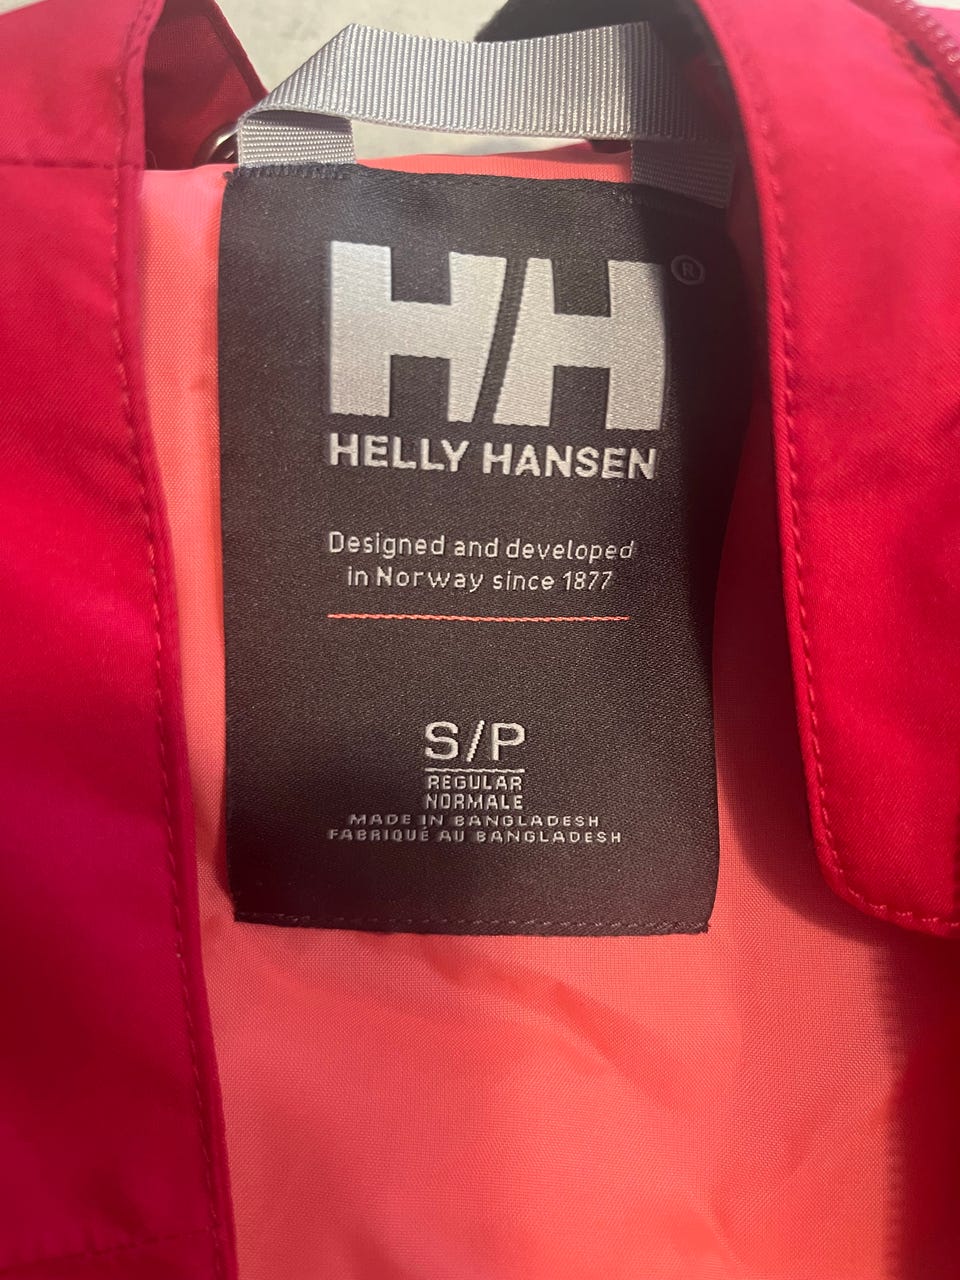 HH®
HELLY HANSEN
Designed and developed
in Norway since 1877
S/P
REGULAR
NORMALE
MADE IN BANGLADESH
FABRIQUÉ AU BANGLADESH